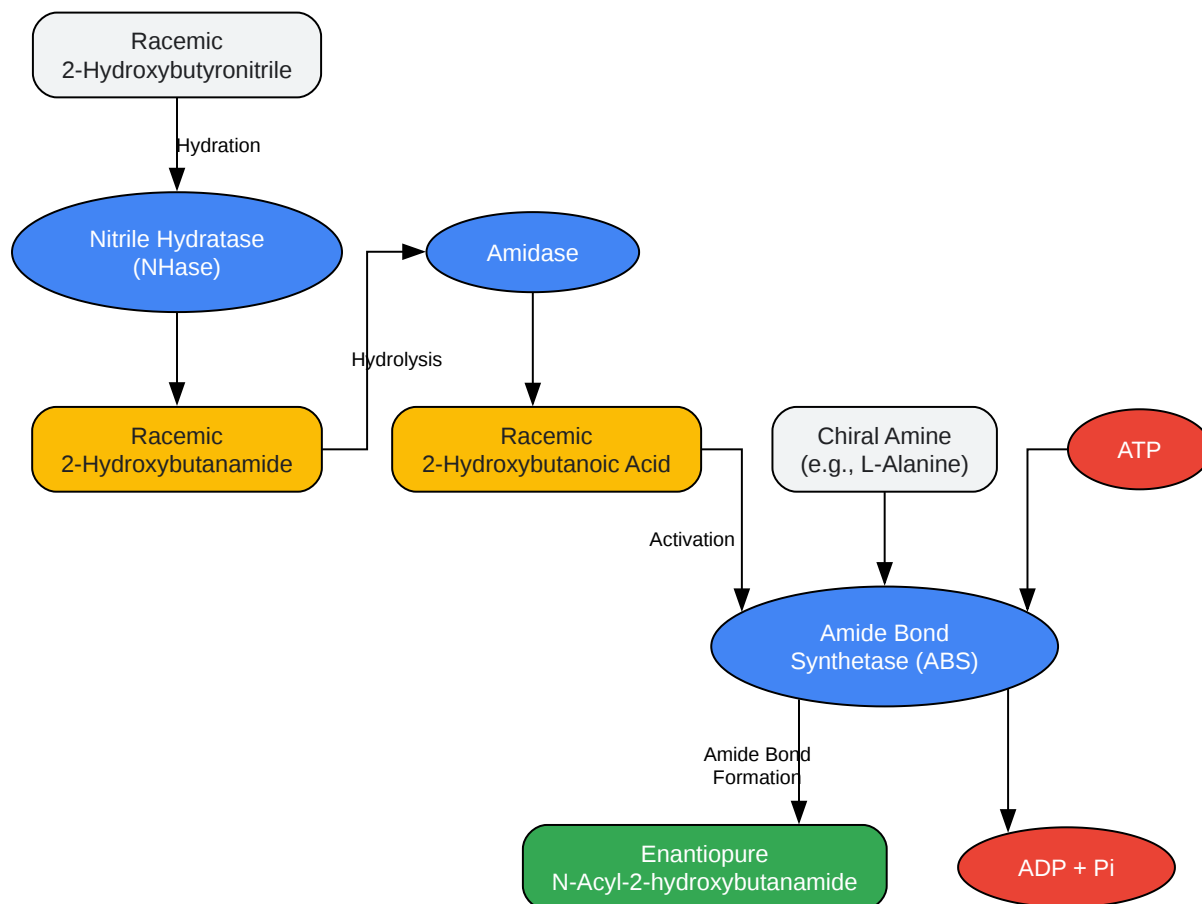 Racemic
2-Hydroxybutyronitrile
Hydration
Nitrile Hydratase
(NHase)
Amidase
Hydrolysis
Racemic
2-Hydroxybutanamide
Racemic
2-Hydroxybutanoic Acid
Chiral Amine
(e.g., L-Alanine)
ATP
Activation
Amide Bond
Synthetase (ABS)
Amide Bond
Formation
Enantiopure
N-Acyl-2-hydroxybutanamide
ADP + Pi